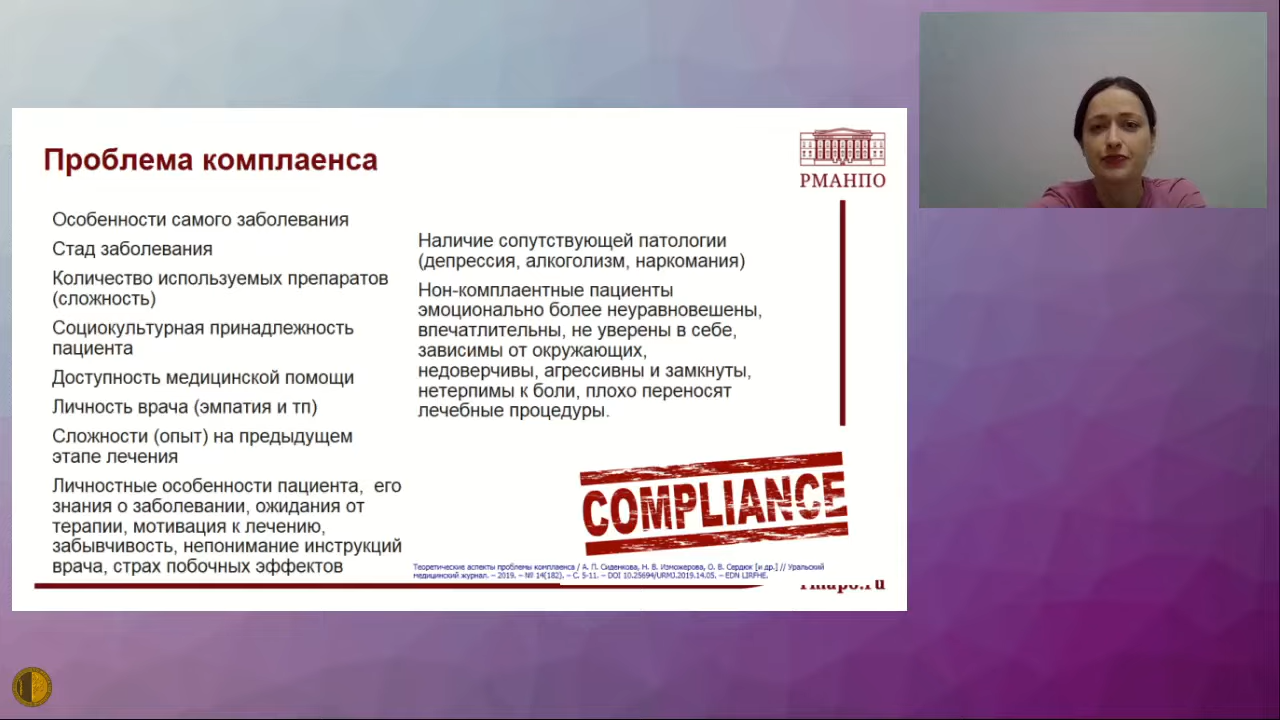 Проблема комплаенса
РМАНПО
Особенности самого заболевания
Стад заболевания
Количество используемых препаратов
(сложность)
Социокультурная принадлежность
пациента
Доступность медицинской помощи
Личность врача (эмпатия и тп)
Сложности (опыт) на предыдущем
этапе лечения
Личностные особенности пациента, его
знания о заболевании, ожидания от
терапии, мотивация к лечению,
забывчивость, непонимание инструкций
врача, страх побочных эффектов
Наличие сопутствующей патологии
(депрессия, алкоголизм, наркомания)
Нон-комплаентные пациенты
эмоционально более неуравновешены,
впечатлительны, не уверены в себе,
зависимы от окружающих,
недоверчивы, агрессивны и замкнуты,
нетерпимы к боли, плохо переносят
лечебные процедуры.
COMPLIANCE
Теоретические аспекты проблемы комплаенса / А. П. Сиденкова, Н. В. Изможерова, О. В. Сердюк [и др.] // Уральский
медицинский журнал. – 2019. – № 14(182). – С. 5-11. – DOI 10.25694/URMJ.2019.14.05. – EDN LJRFHE.
rmapo.ru